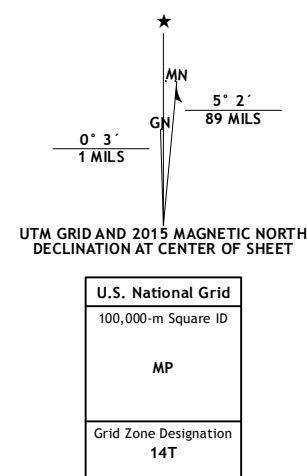 ★
MN
5° 2´
89 MILS
GN
0° 3´
1 MILS
UTM GRID AND 2015 MAGNETIC NORTH
DECLINATION AT CENTER OF SHEET
U.S. National Grid
100,000-m Square ID
MP
Grid Zone Designation
14T